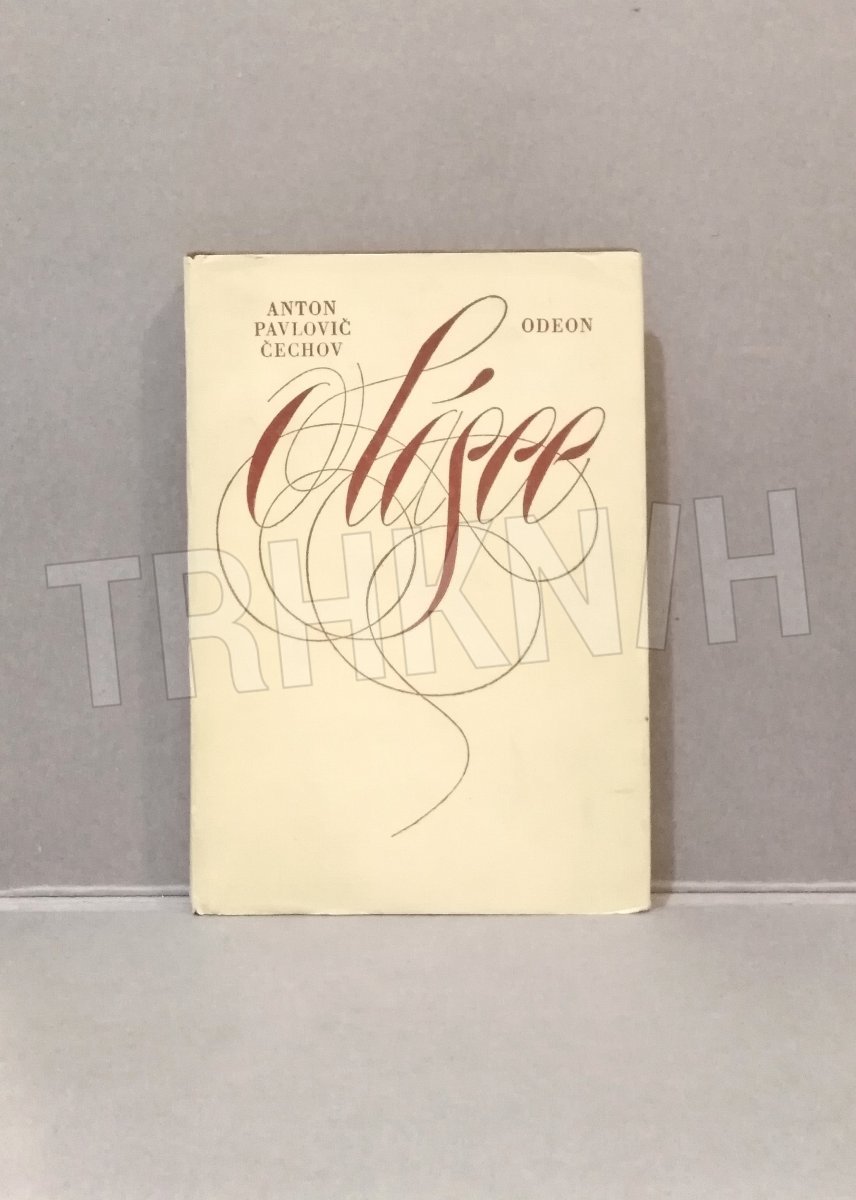 ANTON
PAVLOVIČ
ČECHOV
ODEON
O lásce
TRHKNIH